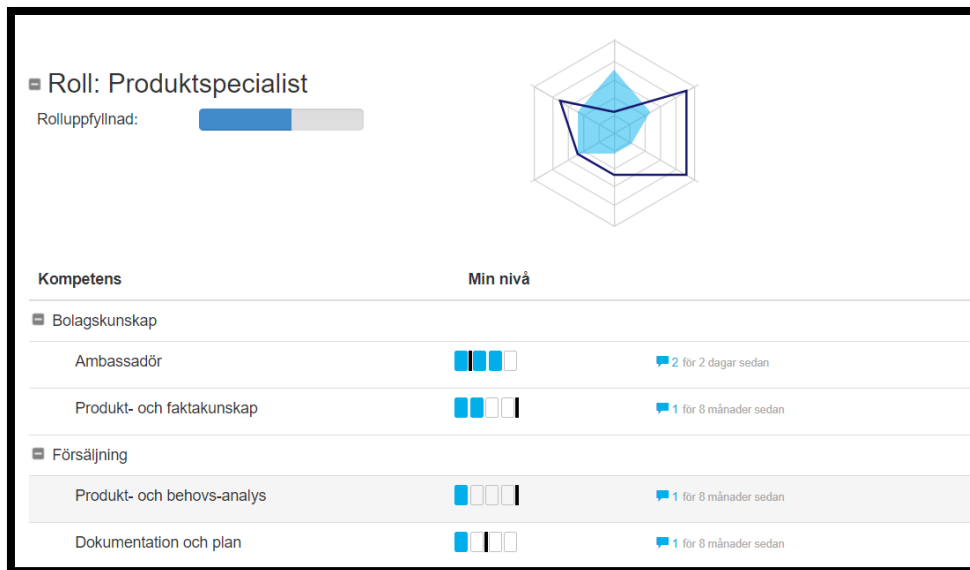 Roll: Produktspecialist
Rolluppfyllnad:
Kompetens Min nivå
Bolagskunskap
Ambassadör 2 för 2 dagar sedan
Produkt- och faktakunskap 1 för 8 månader sedan
Försäljning
Produkt- och behovs-analys 1 för 8 månader sedan
Dokumentation och plan 1 för 8 månader sedan